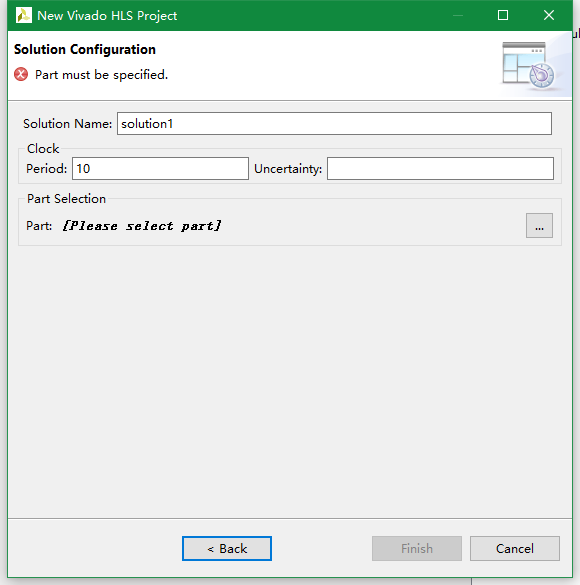 New Vivado HLS Project
Solution Configuration
Part must be specified.
Solution Name: solution1
Clock
Period: 10 Uncertainty:
Part Selection
Part: [Please select part] ...
< Back Finish Cancel